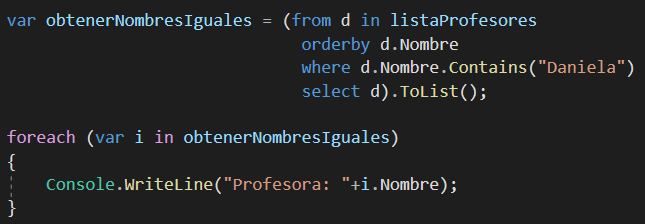 var obtenerNombresIguales = (from d in listaProfesores
orderby d.Nombre
where d.Nombre.Contains("Daniela")
select d).ToList();
foreach (var i in obtenerNombresIguales)
{
Console.WriteLine("Profesora: "+i.Nombre);
}